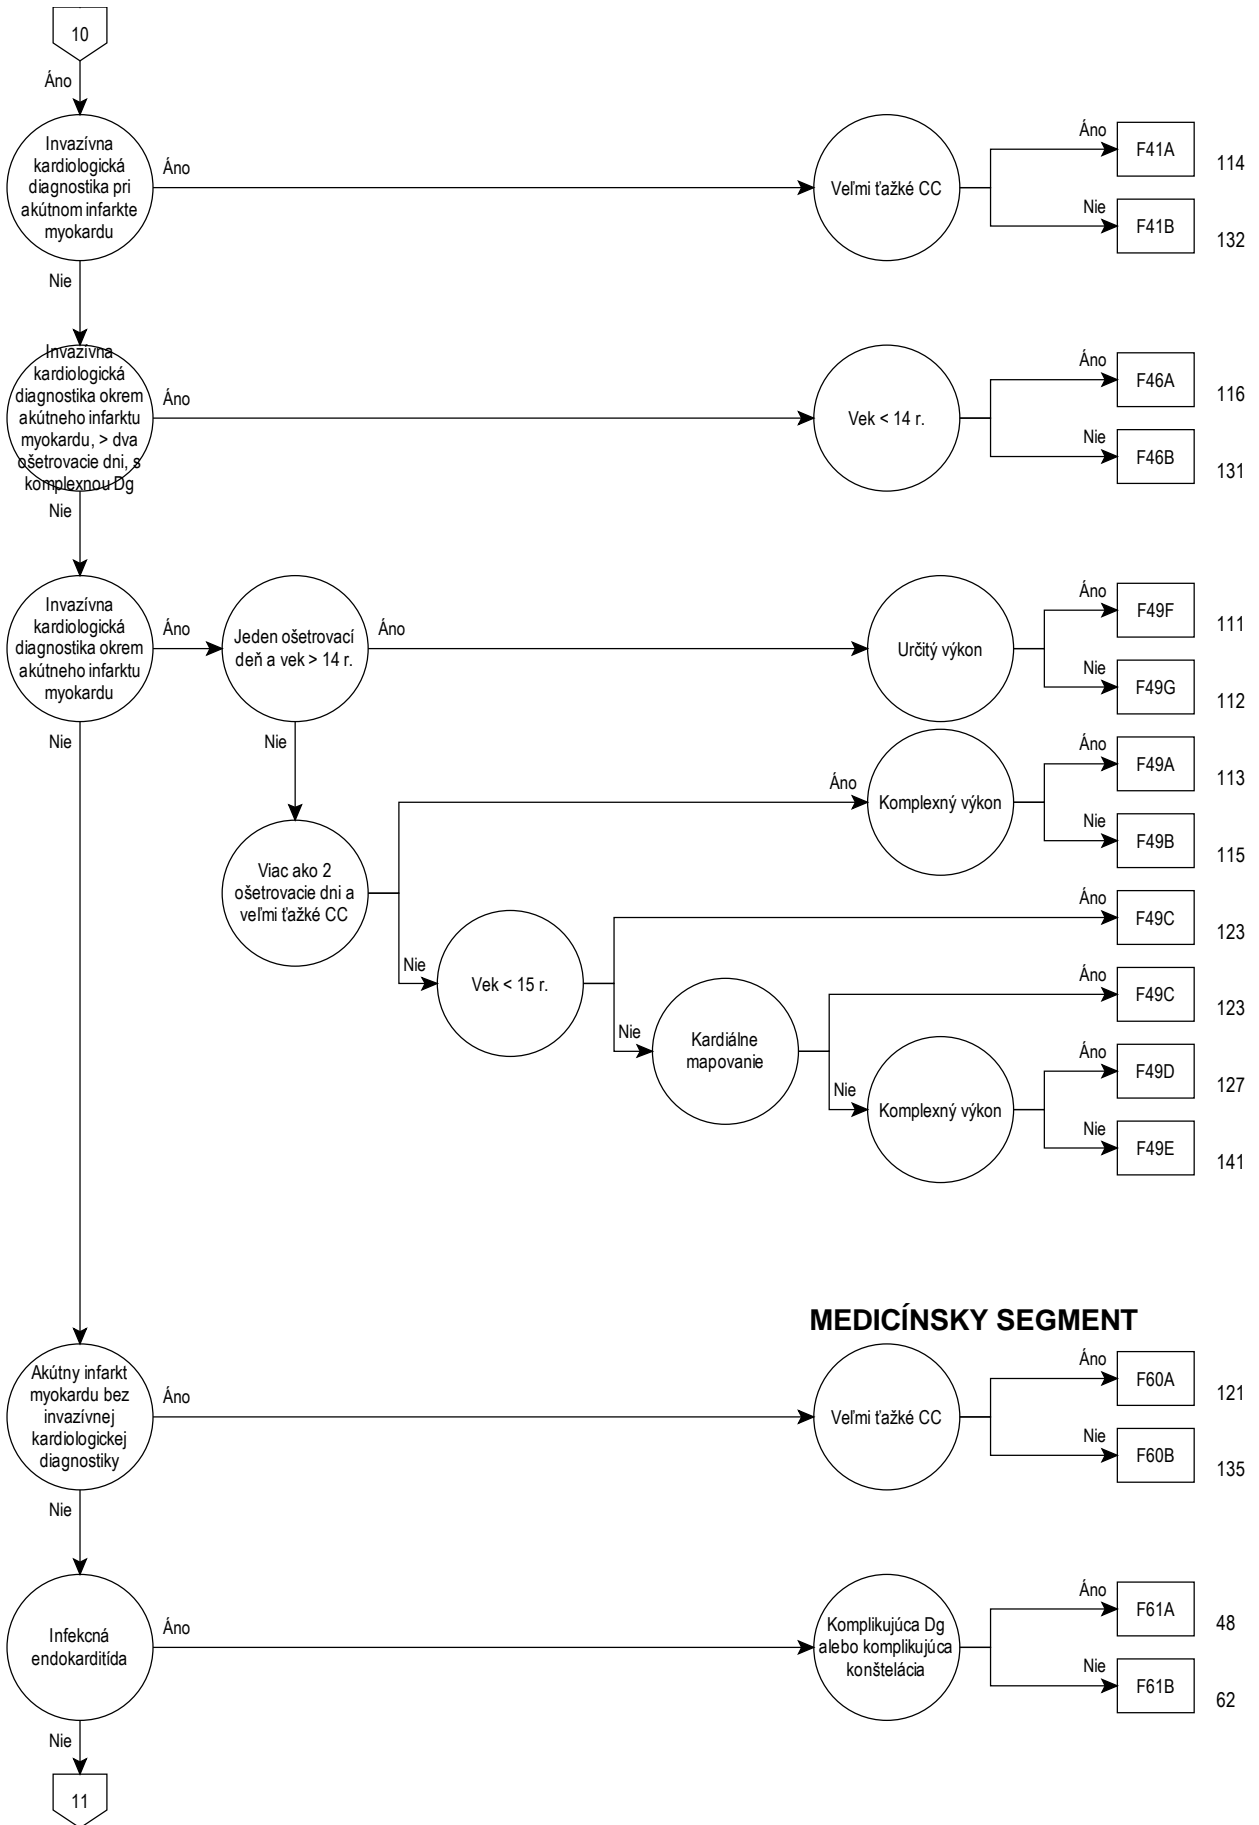 10
Áno
Invazívna
kardiologická
diagnostika pri
akútnom infarkte
myokardu
Áno
Veľmi ťažké CC
Áno
F41A
114
Nie
F41B
132
Nie
Invazívna
kardiologická
diagnostika okrem
akútneho infarktu
myokardu, > dva
ošetrovacie dni, s
komplexnou Dg
Áno
Vek < 14 r.
Áno
F46A
116
Nie
F46B
131
Nie
Invazívna
kardiologická
diagnostika okrem
akútneho infarktu
myokardu
Áno
Jeden ošetrovací
deň a vek > 14 r.
Áno
Určitý výkon
Áno
F49F
111
Nie
F49G
112
Nie
Nie
Viac ako 2
ošetrovacie dni a
veľmi ťažké CC
Áno
Komplexný výkon
Áno
F49A
113
Nie
F49B
115
Nie
Vek < 15 r.
Áno
F49C
123
Nie
Kardiálne
mapovanie
Áno
F49C
123
Nie
Komplexný výkon
Áno
F49D
127
Nie
F49E
141
MEDICÍNSKY SEGMENT
Akútny infarkt
myokardu bez
invazívnej
kardiologickej
diagnostiky
Áno
Veľmi ťažké CC
Áno
F60A
121
Nie
F60B
135
Nie
Infekcná
endokarditída
Áno
Komplikujúca Dg
alebo komplikujúca
konštelácia
Áno
F61A
48
Nie
F61B
62
Nie
11